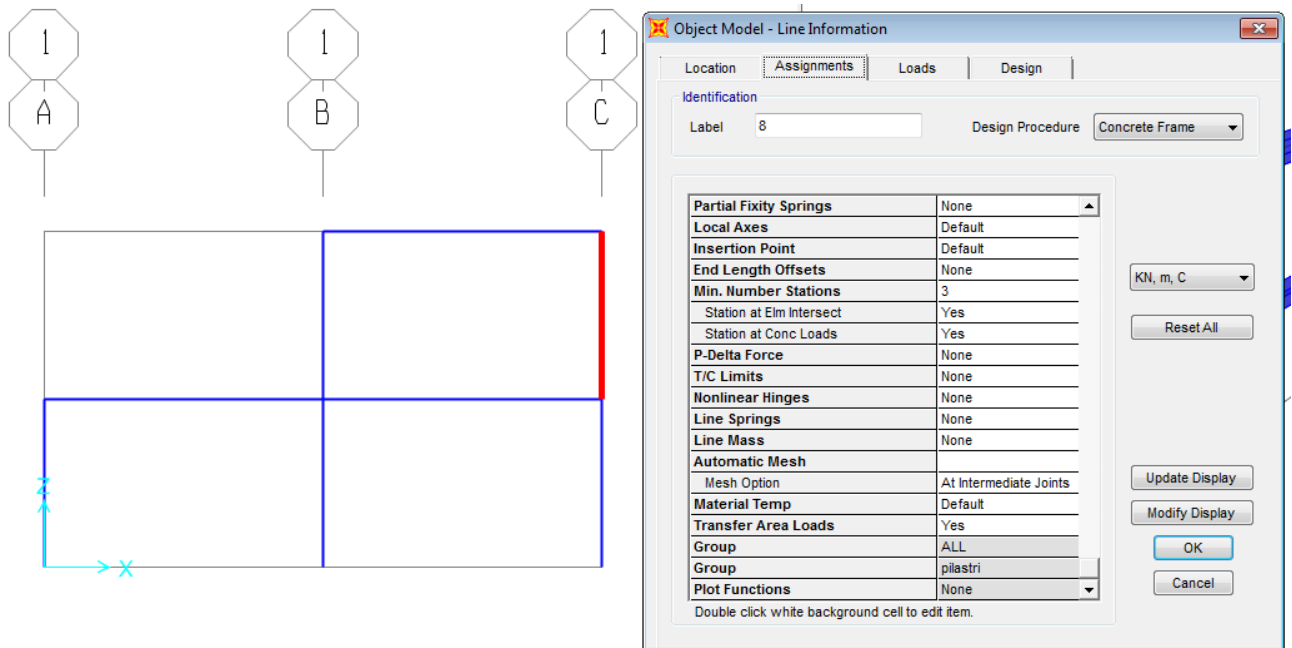 1
1
1
A
B
C
Z
X
Object Model - Line Information
Location Assignments Loads Design
Identification
Label 8 Design Procedure Concrete Frame
Partial Fixity Springs None
Local Axes Default
Insertion Point Default
End Length Offsets None
Min. Number Stations 3
Station at Elm Intersect Yes
Station at Conc Loads Yes
P-Delta Force None
T/C Limits None
Nonlinear Hinges None
Line Springs None
Line Mass None
Automatic Mesh
Mesh Option At Intermediate Joints
Material Temp Default
Transfer Area Loads Yes
Group ALL
Group pilastri
Plot Functions None
Double click white background cell to edit item.
KN, m, C
Reset All
Update Display
Modify Display
OK
Cancel